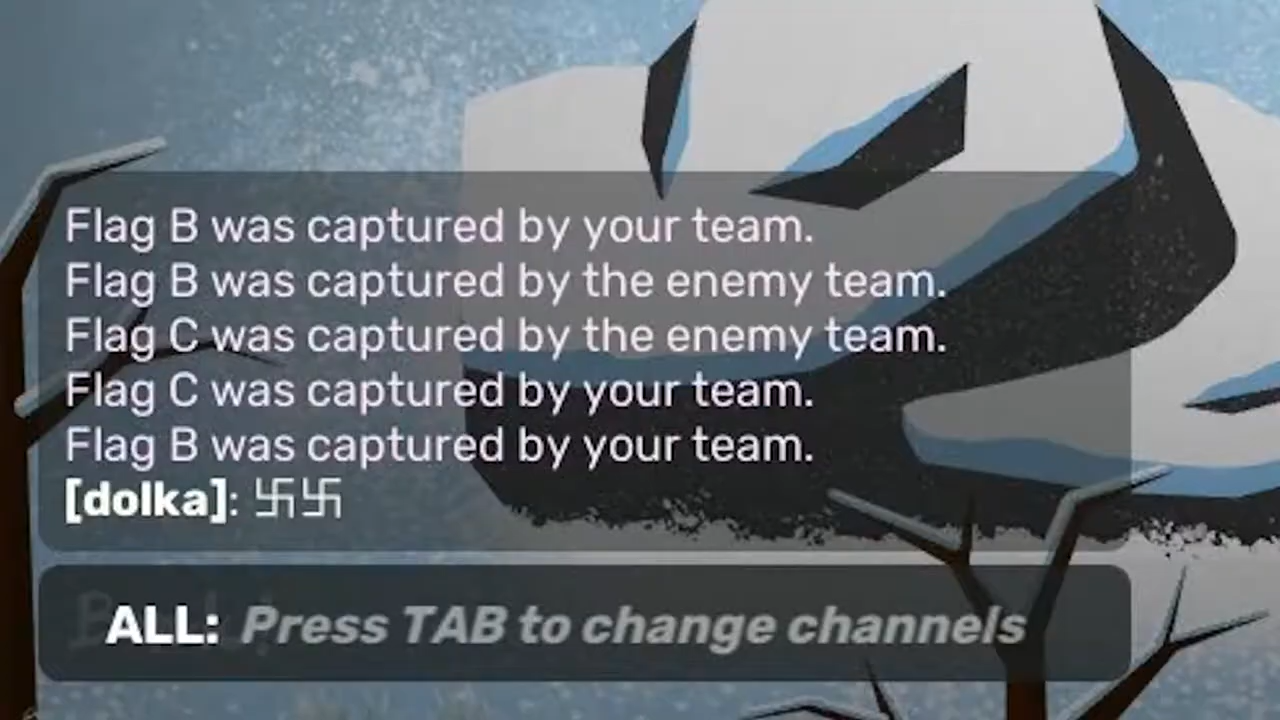 Flag B was captured by your team.
Flag B was captured by the enemy team.
Flag C was captured by the enemy team.
Flag C was captured by your team.
Flag B was captured by your team.
[dolka]: 卐卐
ALL: Press TAB to change channels